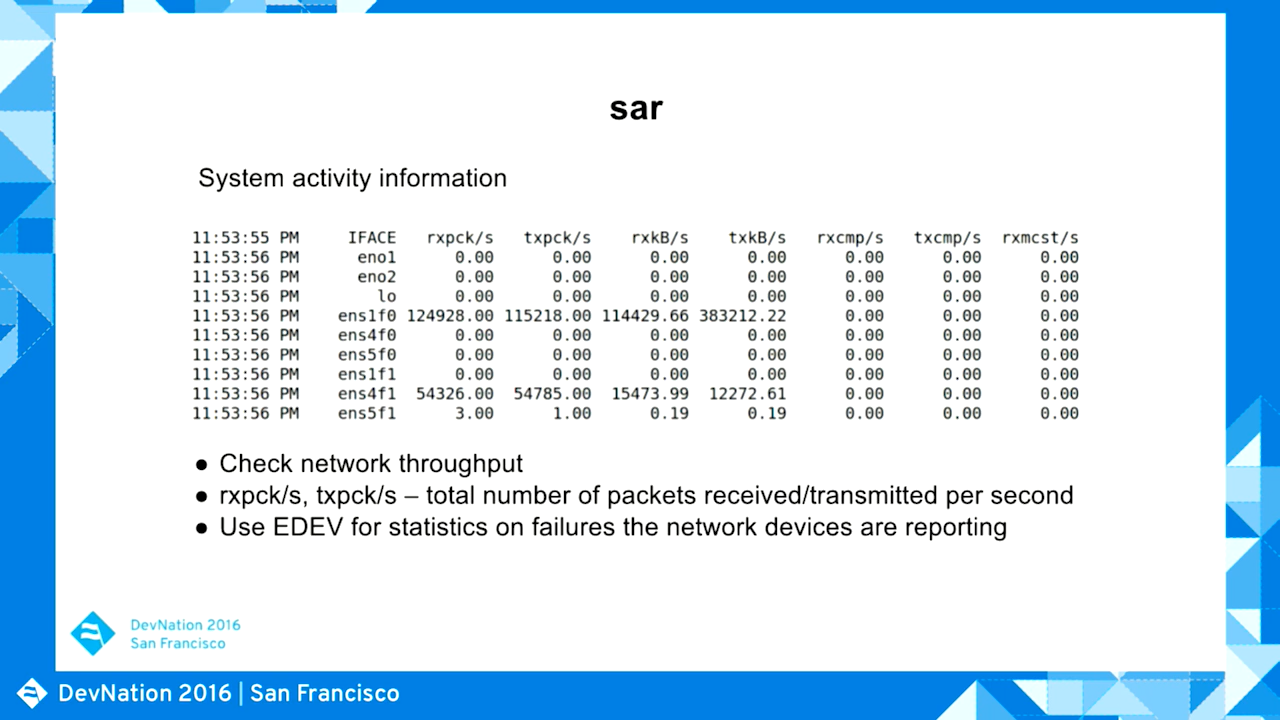 sar
System activity information
11:53:55 PM IFACE rxpck/s txpck/s rxkB/s txkB/s rxcmp/s txcmp/s rxmcst/s
11:53:56 PM eno1 0.00 0.00 0.00 0.00 0.00 0.00 0.00
11:53:56 PM eno2 0.00 0.00 0.00 0.00 0.00 0.00 0.00
11:53:56 PM lo 0.00 0.00 0.00 0.00 0.00 0.00 0.00
11:53:56 PM ens1f0 124928.00 115218.00 114429.66 383212.22 0.00 0.00 0.00
11:53:56 PM ens4f0 0.00 0.00 0.00 0.00 0.00 0.00 0.00
11:53:56 PM ens5f0 0.00 0.00 0.00 0.00 0.00 0.00 0.00
11:53:56 PM ens1f1 0.00 0.00 0.00 0.00 0.00 0.00 0.00
11:53:56 PM ens4f1 54326.00 54785.00 15473.99 12272.61 0.00 0.00 0.00
11:53:56 PM ens5f1 3.00 1.00 0.19 0.19 0.00 0.00 0.00
● Check network throughput
● rxpck/s, txpck/s – total number of packets received/transmitted per second
● Use EDEV for statistics on failures the network devices are reporting
DevNation 2016
San Francisco
DevNation 2016 | San Francisco